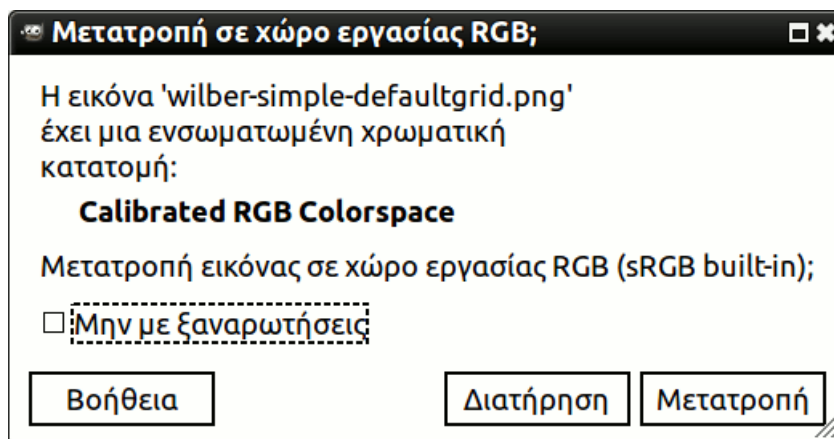 Μετατροπή σε χώρο εργασίας RGB;
Η εικόνα 'wilber-simple-defaultgrid.png'
έχει μια ενσωματωμένη χρωματική
κατατομή:
Calibrated RGB Colorspace
Μετατροπή εικόνας σε χώρο εργασίας RGB (sRGB built-in);
Μην με ξαναρωτήσεις
Βοήθεια Διατήρηση Μετατροπή